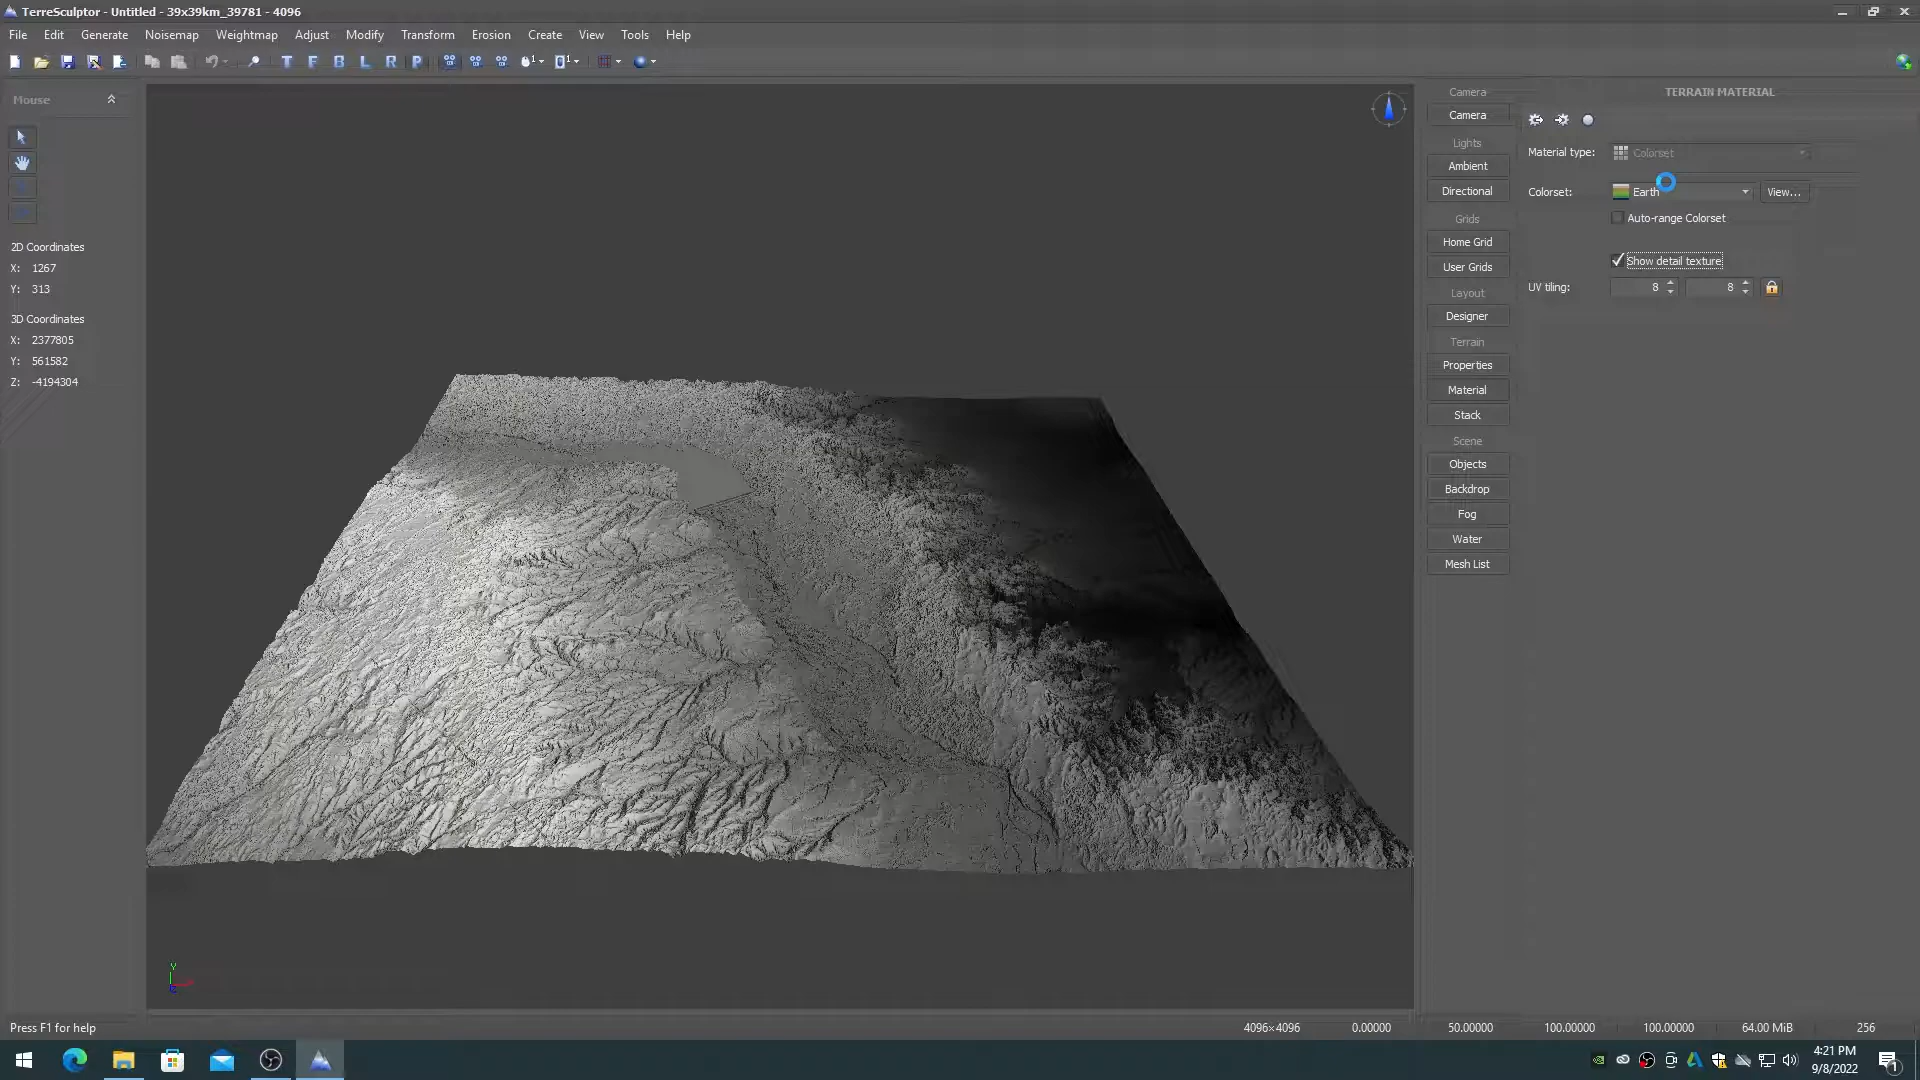 TerreSculptor - Untitled - 39x39km_39781 - 4096
File Edit Generate Noisemap Weightmap Adjust Modify Transform Erosion Create View Tools Help
T F B L R P
Mouse
2D Coordinates
X: 1267
Y: 313
3D Coordinates
X: 2377805
Y: 561582
Z: -4194304
Y
Camera
Camera
Lights
Ambient
Directional
Grids
Home Grid
User Grids
Layout
Designer
Terrain
Properties
Material
Stack
Scene
Objects
Backdrop
Fog
Water
Mesh List
TERRAIN MATERIAL
Material type: Colorset
Colorset: Earth View...
Auto-range Colorset
Show detail texture
UV tiling: 8 8
Press F1 for help 4096×4096 0.00000 50.00000 100.00000 100.00000 64.00 MiB 256
4:21 PM
9/8/2022
1